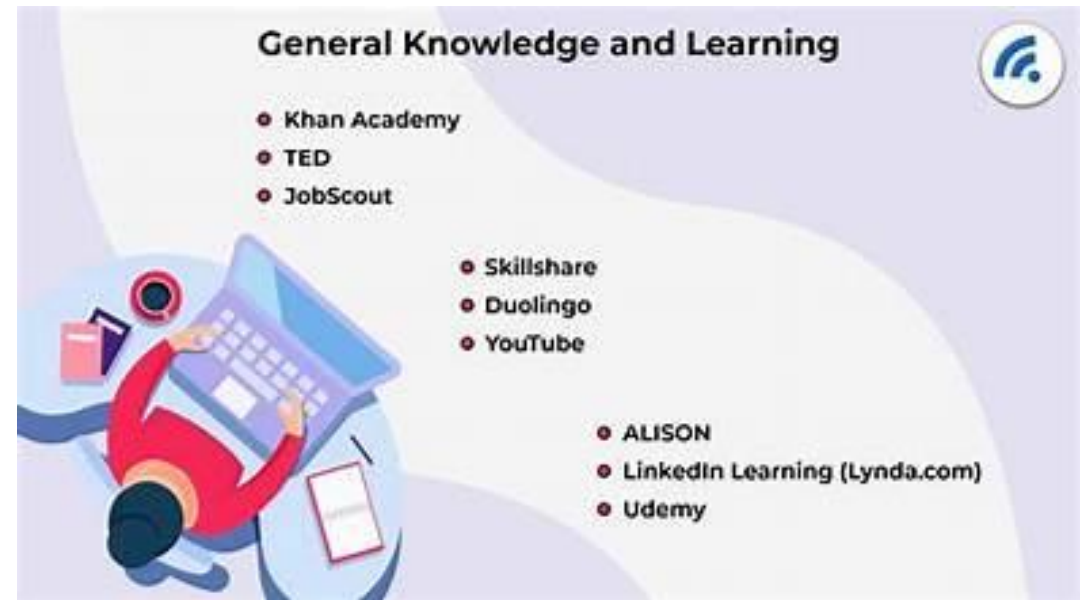 General Knowledge and Learning
Khan Academy
TED
JobScout
Skillshare
Duolingo
YouTube
ALISON
LinkedIn Learning (Lynda.com)
Udemy